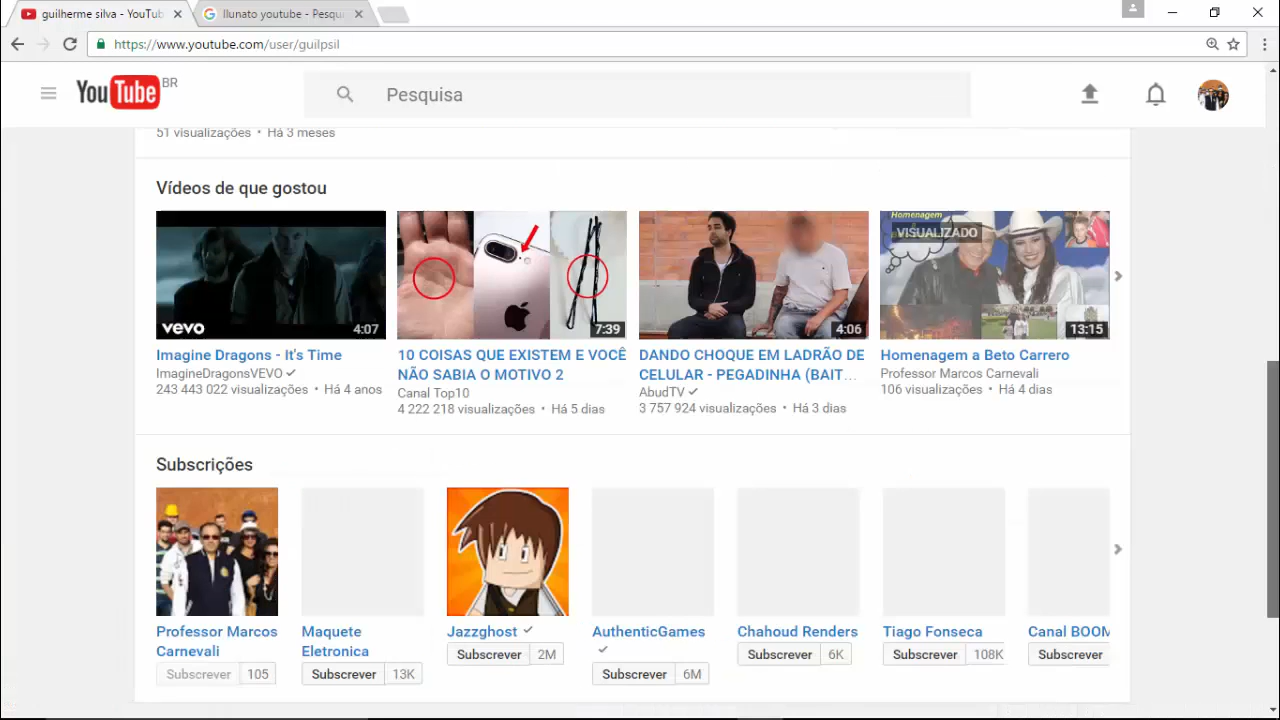 guilherme silva - YouTub
llunato youtube - Pesqu
https://www.youtube.com/user/guilpsil
YouTube BR
Pesquisa
51 visualizações • Há 3 meses
Vídeos de que gostou
vevo 4:07
7:39
4:06
Homenagem
VISUALIZADO
13:15
Imagine Dragons - It's Time
ImagineDragonsVEVO
243 443 022 visualizações • Há 4 anos
10 COISAS QUE EXISTEM E VOCÊ
NÃO SABIA O MOTIVO 2
Canal Top10
4 222 218 visualizações • Há 5 dias
DANDO CHOQUE EM LADRÃO DE
CELULAR - PEGADINHA (BAIT...
AbudTV
3 757 924 visualizações • Há 3 dias
Homenagem a Beto Carrero
Professor Marcos Carnevali
106 visualizações • Há 4 dias
Subscrições
Professor Marcos
Carnevali
Subscrever 105
Maquete
Eletronica
Subscrever 13K
Jazzghost
Subscrever 2M
AuthenticGames
Subscrever 6M
Chahoud Renders
Subscrever 6K
Tiago Fonseca
Subscrever 108K
Canal BOOM
Subscrever